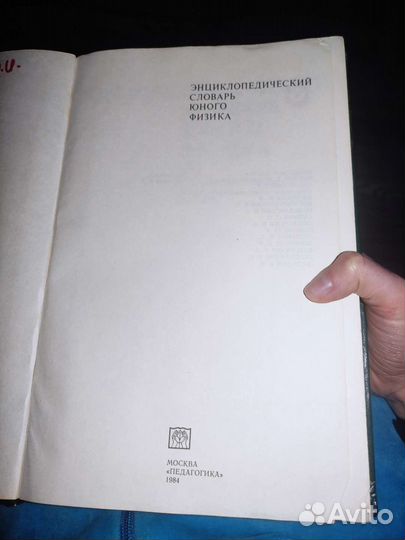 ЭНЦИКЛОПЕДИЧЕСКИЙ
СЛОВАРЬ
ЮНОГО
ФИЗИКА
МОСКВА
«ПЕДАГОГИКА»
1984
Avito